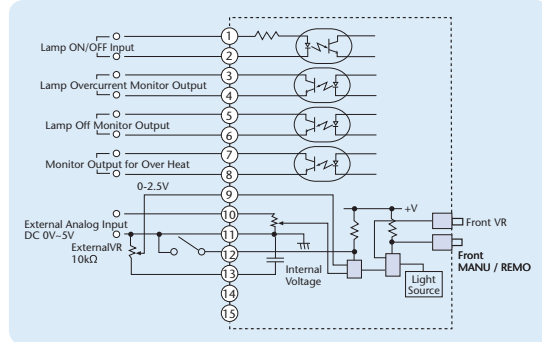 1
Lamp ON/OFF Input
2
3
Lamp Overcurrent Monitor Output
4
5
Lamp Off Monitor Output
6
7
Monitor Output for Over Heat
8
0-2.5V
9
10
+V
External Analog Input
DC 0V~5V
Front VR
11
ExternalVR
10kΩ
12
Front
MANU / REMO
Internal
Voltage
13
Light
Source
14
15